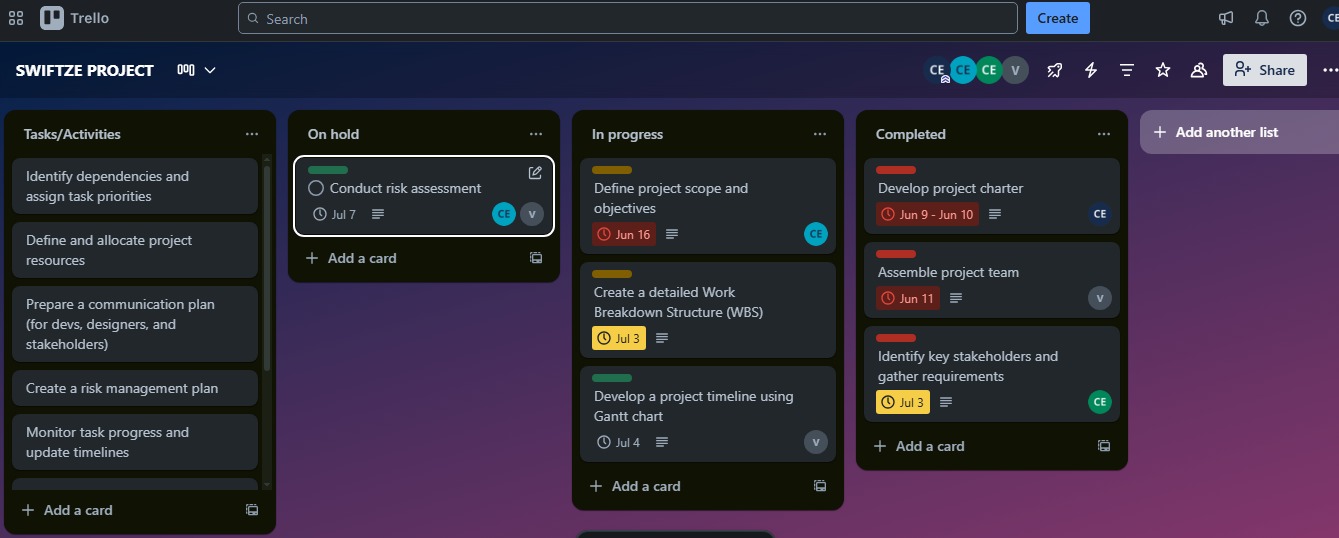 Trello
Search
Create
CE
SWIFTZE PROJECT
CE CE CE V
Share
Tasks/Activities
Identify dependencies and
assign task priorities
Define and allocate project
resources
Prepare a communication plan
(for devs, designers, and
stakeholders)
Create a risk management plan
Monitor task progress and
update timelines
Add a card
On hold
Conduct risk assessment
Jul 7
CE V
Add a card
In progress
Define project scope and
objectives
Jun 16
CE
Create a detailed Work
Breakdown Structure (WBS)
Jul 3
Develop a project timeline using
Gantt chart
Jul 4
V
Add a card
Completed
Develop project charter
Jun 9 - Jun 10
CE
Assemble project team
Jun 11
V
Identify key stakeholders and
gather requirements
Jul 3
CE
Add a card
Add another list